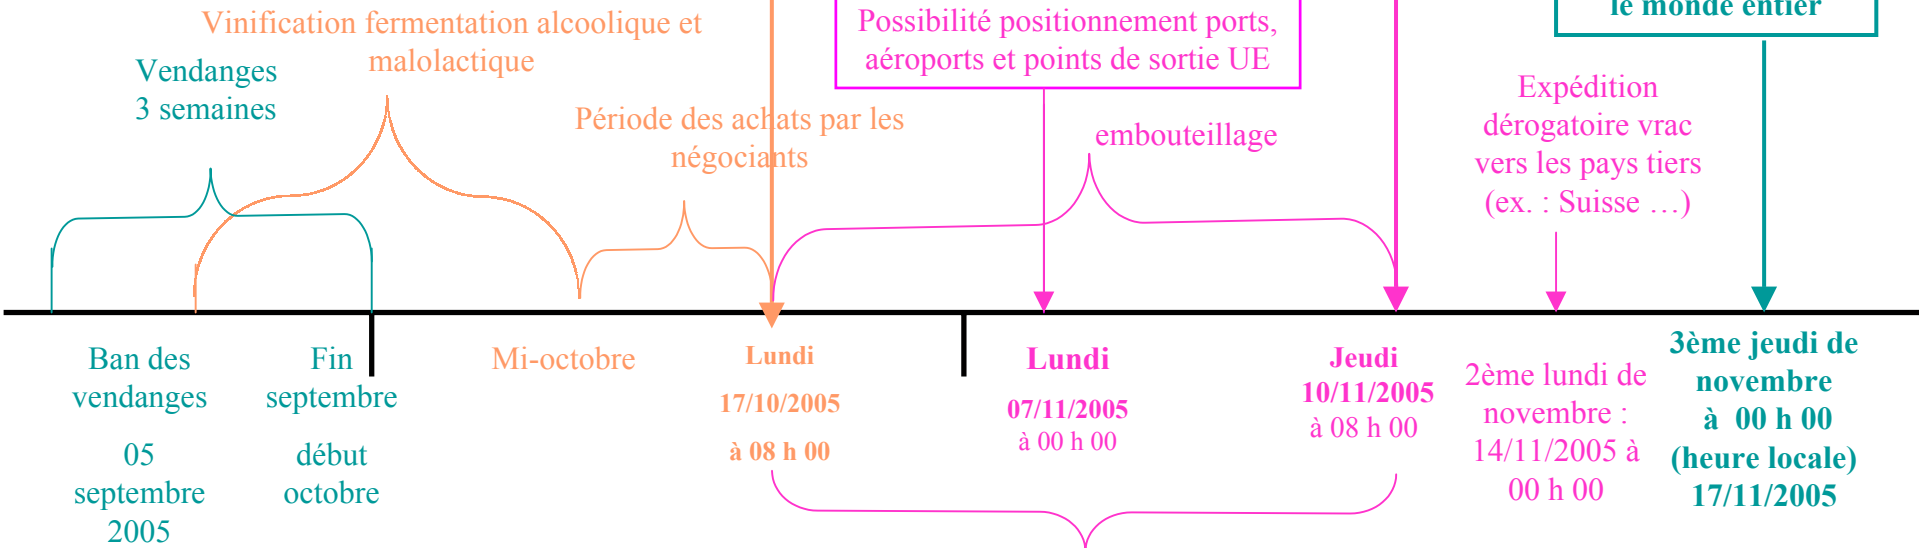 le monde entier
Vinification fermentation alcoolique et
malolactique
Possibilité positionnement ports,
aéroports et points de sortie UE
Vendanges
3 semaines
Période des achats par les
négociants
embouteillage
Expédition
dérogatoire vrac
vers les pays tiers
(ex. : Suisse …)
Ban des
vendanges
05
septembre
2005
Fin
septembre
début
octobre
Mi-octobre
Lundi
17/10/2005
à 08 h 00
Lundi
07/11/2005
à 00 h 00
Jeudi
10/11/2005
à 08 h 00
2ème lundi de
novembre :
14/11/2005 à
00 h 00
3ème jeudi de
novembre
à 00 h 00
(heure locale)
17/11/2005